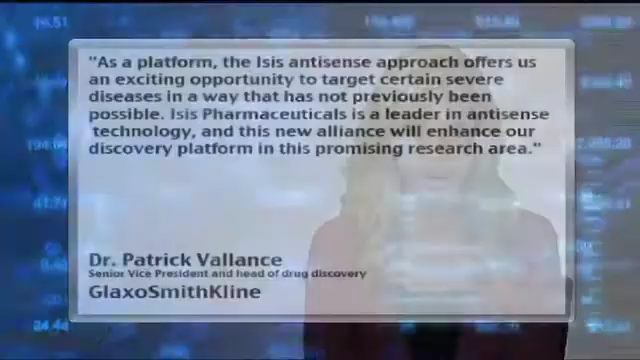 "As a platform, the Isis antisense approach offers us
an exciting opportunity to target certain severe
diseases in a way that has not previously been
possible. Isis Pharmaceuticals is a leader in antisense
technology, and this new alliance will enhance our
discovery platform in this promising research area."
Dr. Patrick Vallance
Senior Vice President and head of drug discovery
GlaxoSmithKline